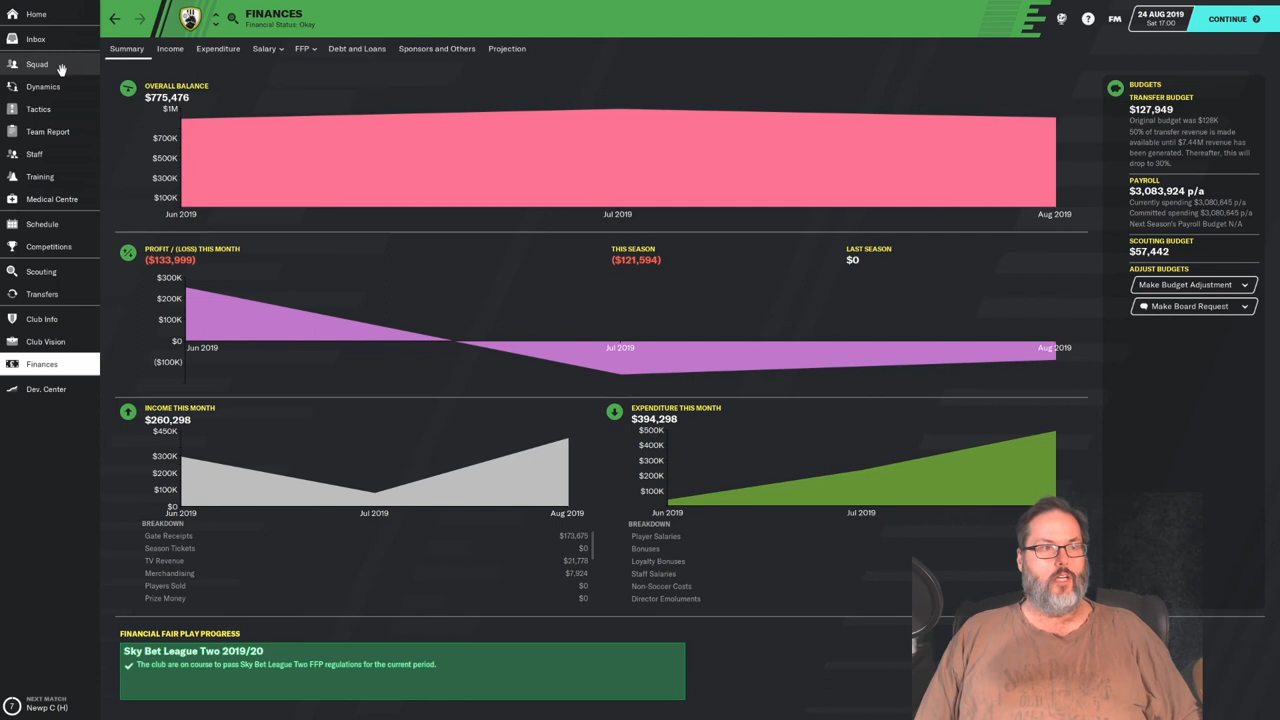 Home
Inbox
Squad
Dynamics
Tactics
Team Report
Staff
Training
Medical Centre
Schedule
Competitions
Scouting
Transfers
Club Info
Club Vision
Finances
Dev. Center
NEXT MATCH
7 Newp C (H)
FINANCES
Financial Status: Okay
? FM
24 AUG 2019
Sat 17:00
CONTINUE
Summary Income Expenditure Salary FFP Debt and Loans Sponsors and Others Projection
OVERALL BALANCE
$775,476
$1M
$700K
$500K
$300K
$100K
Jun 2019 Jul 2019 Aug 2019
PROFIT / (LOSS) THIS MONTH
($133,999)
THIS SEASON
($121,594)
LAST SEASON
$0
$300K
$200K
$100K
$0
($100K)
Jun 2019 Jul 2019 Aug 2019
INCOME THIS MONTH
$260,298
$450K
$300K
$200K
$100K
$0
Jun 2019 Jul 2019 Aug 2019
BREAKDOWN
Gate Receipts $173,675
Season Tickets $0
TV Revenue $21,778
Merchandising $7,924
Players Sold $0
Prize Money $0
EXPENDITURE THIS MONTH
$394,298
$500K
$400K
$300K
$200K
$100K
Jun 2019 Jul 2019
BREAKDOWN
Player Salaries
Bonuses
Loyalty Bonuses
Staff Salaries
Non-Soccer Costs
Director Emoluments
FINANCIAL FAIR PLAY PROGRESS
Sky Bet League Two 2019/20
The club are on course to pass Sky Bet League Two FFP regulations for the current period.
BUDGETS
TRANSFER BUDGET
$127,949
Original budget was $128K
50% of transfer revenue is made
available until $7.44M revenue has
been generated. Thereafter, this will
drop to 30%.
PAYROLL
$3,083,924 p/a
Currently spending $3,080,645 p/a
Committed spending $3,080,645 p/a
Next Season's Payroll Budget N/A
SCOUTING BUDGET
$57,442
ADJUST BUDGETS
Make Budget Adjustment
Make Board Request